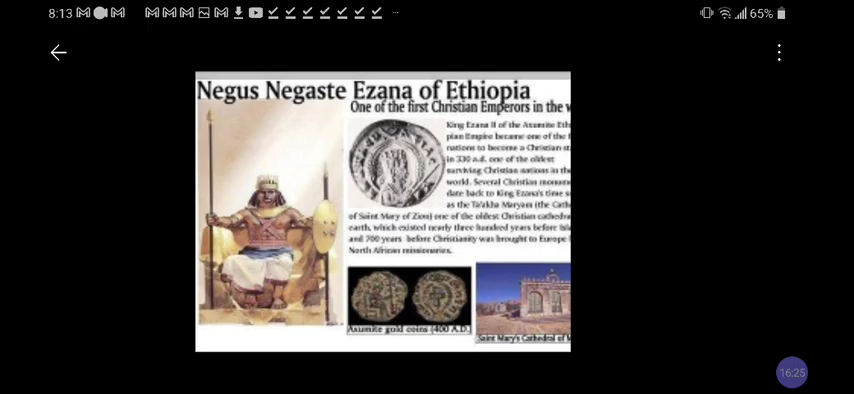 8:13
65%
Negus Negaste Ezana of Ethiopia
One of the first Christian Emperors in the w
King Ezana II of the Axumite Ethi
pian Empire became one of the f
nations to become a Christian st
in 330 a.d. one of the oldest
surviving Christian nations in the
world. Several Christian monume
date back to King Ezana's time s
as the Ta'akha Maryam (the Cath
of Saint Mary of Zion) one of the oldest Christian cathedra
earth, which existed nearly three hundred years before Isla
and 700 years before Christianity was brought to Europe
North African missionaries.
Axumite gold coins (400 A.D.)
Saint Mary's Cathedral of M
16:25